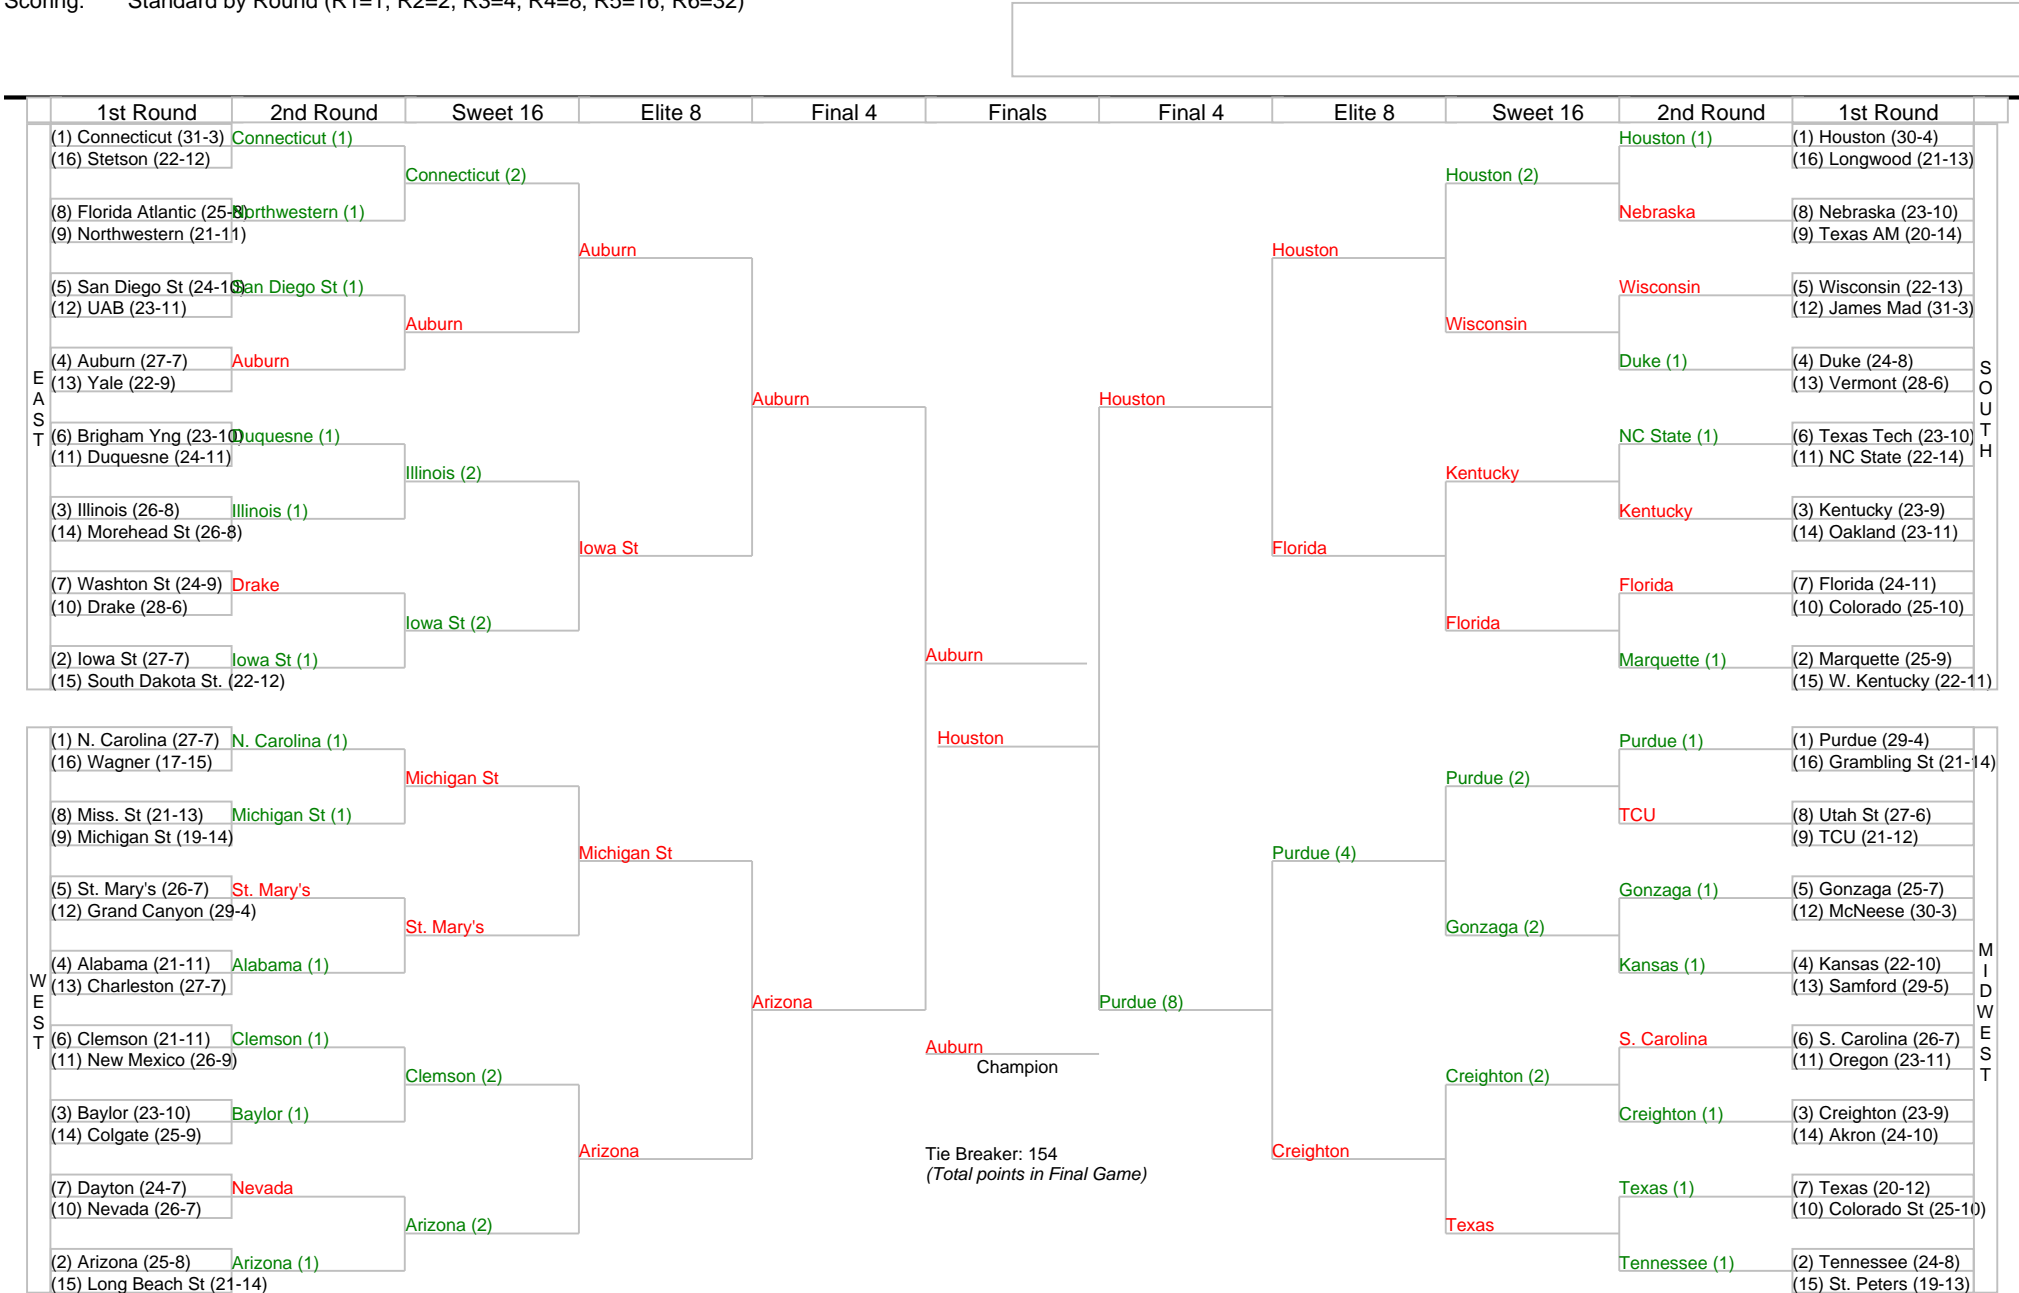 Scoring: Standard by Round (R1=1, R2=2, R3=4, R4=8, R5=16, R6=32)
1st Round 2nd Round Sweet 16 Elite 8 Final 4 Finals Final 4 Elite 8 Sweet 16 2nd Round 1st Round
EAST
(1) Connecticut (31-3) Connecticut (1)
(16) Stetson (22-12)
Connecticut (2)
(8) Florida Atlantic (25-8) Northwestern (1)
(9) Northwestern (21-11)
Auburn
(5) San Diego St (24-10) San Diego St (1)
(12) UAB (23-11)
Auburn
(4) Auburn (27-7) Auburn
(13) Yale (22-9)
Auburn
(6) Brigham Yng (23-10) Duquesne (1)
(11) Duquesne (24-11)
Illinois (2)
(3) Illinois (26-8) Illinois (1)
(14) Morehead St (26-8)
Iowa St
(7) Washton St (24-9) Drake
(10) Drake (28-6)
Iowa St (2)
(2) Iowa St (27-7) Iowa St (1)
(15) South Dakota St. (22-12)
WEST
(1) N. Carolina (27-7) N. Carolina (1)
(16) Wagner (17-15)
Michigan St
(8) Miss. St (21-13) Michigan St (1)
(9) Michigan St (19-14)
Michigan St
(5) St. Mary's (26-7) St. Mary's
(12) Grand Canyon (29-4)
St. Mary's
(4) Alabama (21-11) Alabama (1)
(13) Charleston (27-7)
Arizona
(6) Clemson (21-11) Clemson (1)
(11) New Mexico (26-9)
Clemson (2)
(3) Baylor (23-10) Baylor (1)
(14) Colgate (25-9)
Arizona
(7) Dayton (24-7) Nevada
(10) Nevada (26-7)
Arizona (2)
(2) Arizona (25-8) Arizona (1)
(15) Long Beach St (21-14)
Auburn
Houston
Auburn
Champion
Tie Breaker: 154
(Total points in Final Game)
SOUTH
Houston (1) (1) Houston (30-4)
(16) Longwood (21-13)
Houston (2)
Nebraska (8) Nebraska (23-10)
(9) Texas AM (20-14)
Houston
Wisconsin (5) Wisconsin (22-13)
(12) James Mad (31-3)
Wisconsin
Duke (1) (4) Duke (24-8)
(13) Vermont (28-6)
Houston
NC State (1) (6) Texas Tech (23-10)
(11) NC State (22-14)
Kentucky
Kentucky (3) Kentucky (23-9)
(14) Oakland (23-11)
Florida
Florida (7) Florida (24-11)
(10) Colorado (25-10)
Florida
Marquette (1) (2) Marquette (25-9)
(15) W. Kentucky (22-11)
MIDWEST
Purdue (1) (1) Purdue (29-4)
(16) Grambling St (21-14)
Purdue (2)
TCU (8) Utah St (27-6)
(9) TCU (21-12)
Purdue (4)
Gonzaga (1) (5) Gonzaga (25-7)
(12) McNeese (30-3)
Gonzaga (2)
Kansas (1) (4) Kansas (22-10)
(13) Samford (29-5)
Purdue (8)
S. Carolina (6) S. Carolina (26-7)
(11) Oregon (23-11)
Creighton (2)
Creighton (1) (3) Creighton (23-9)
(14) Akron (24-10)
Creighton
Texas (1) (7) Texas (20-12)
(10) Colorado St (25-10)
Texas
Tennessee (1) (2) Tennessee (24-8)
(15) St. Peters (19-13)